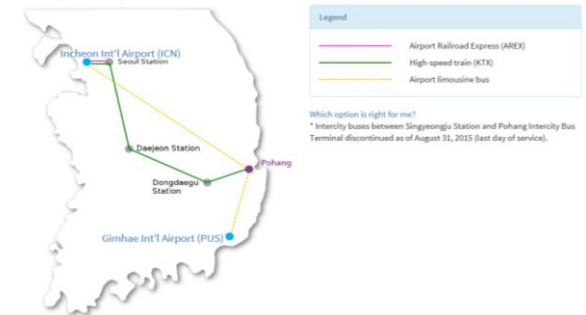 Incheon Int'l Airport (ICN)
Seoul Station
Daejeon Station
Pohang
Dongdaegu
Station
Gimhae Int'l Airport (PUS)
Legend
Airport Railroad Express (AREX)
High-speed train (KTX)
Airport limousine bus
Which option is right for me?
* Intercity buses between Singyeongju Station and Pohang Intercity Bus
Terminal discontinued as of August 31, 2015 (last day of service).